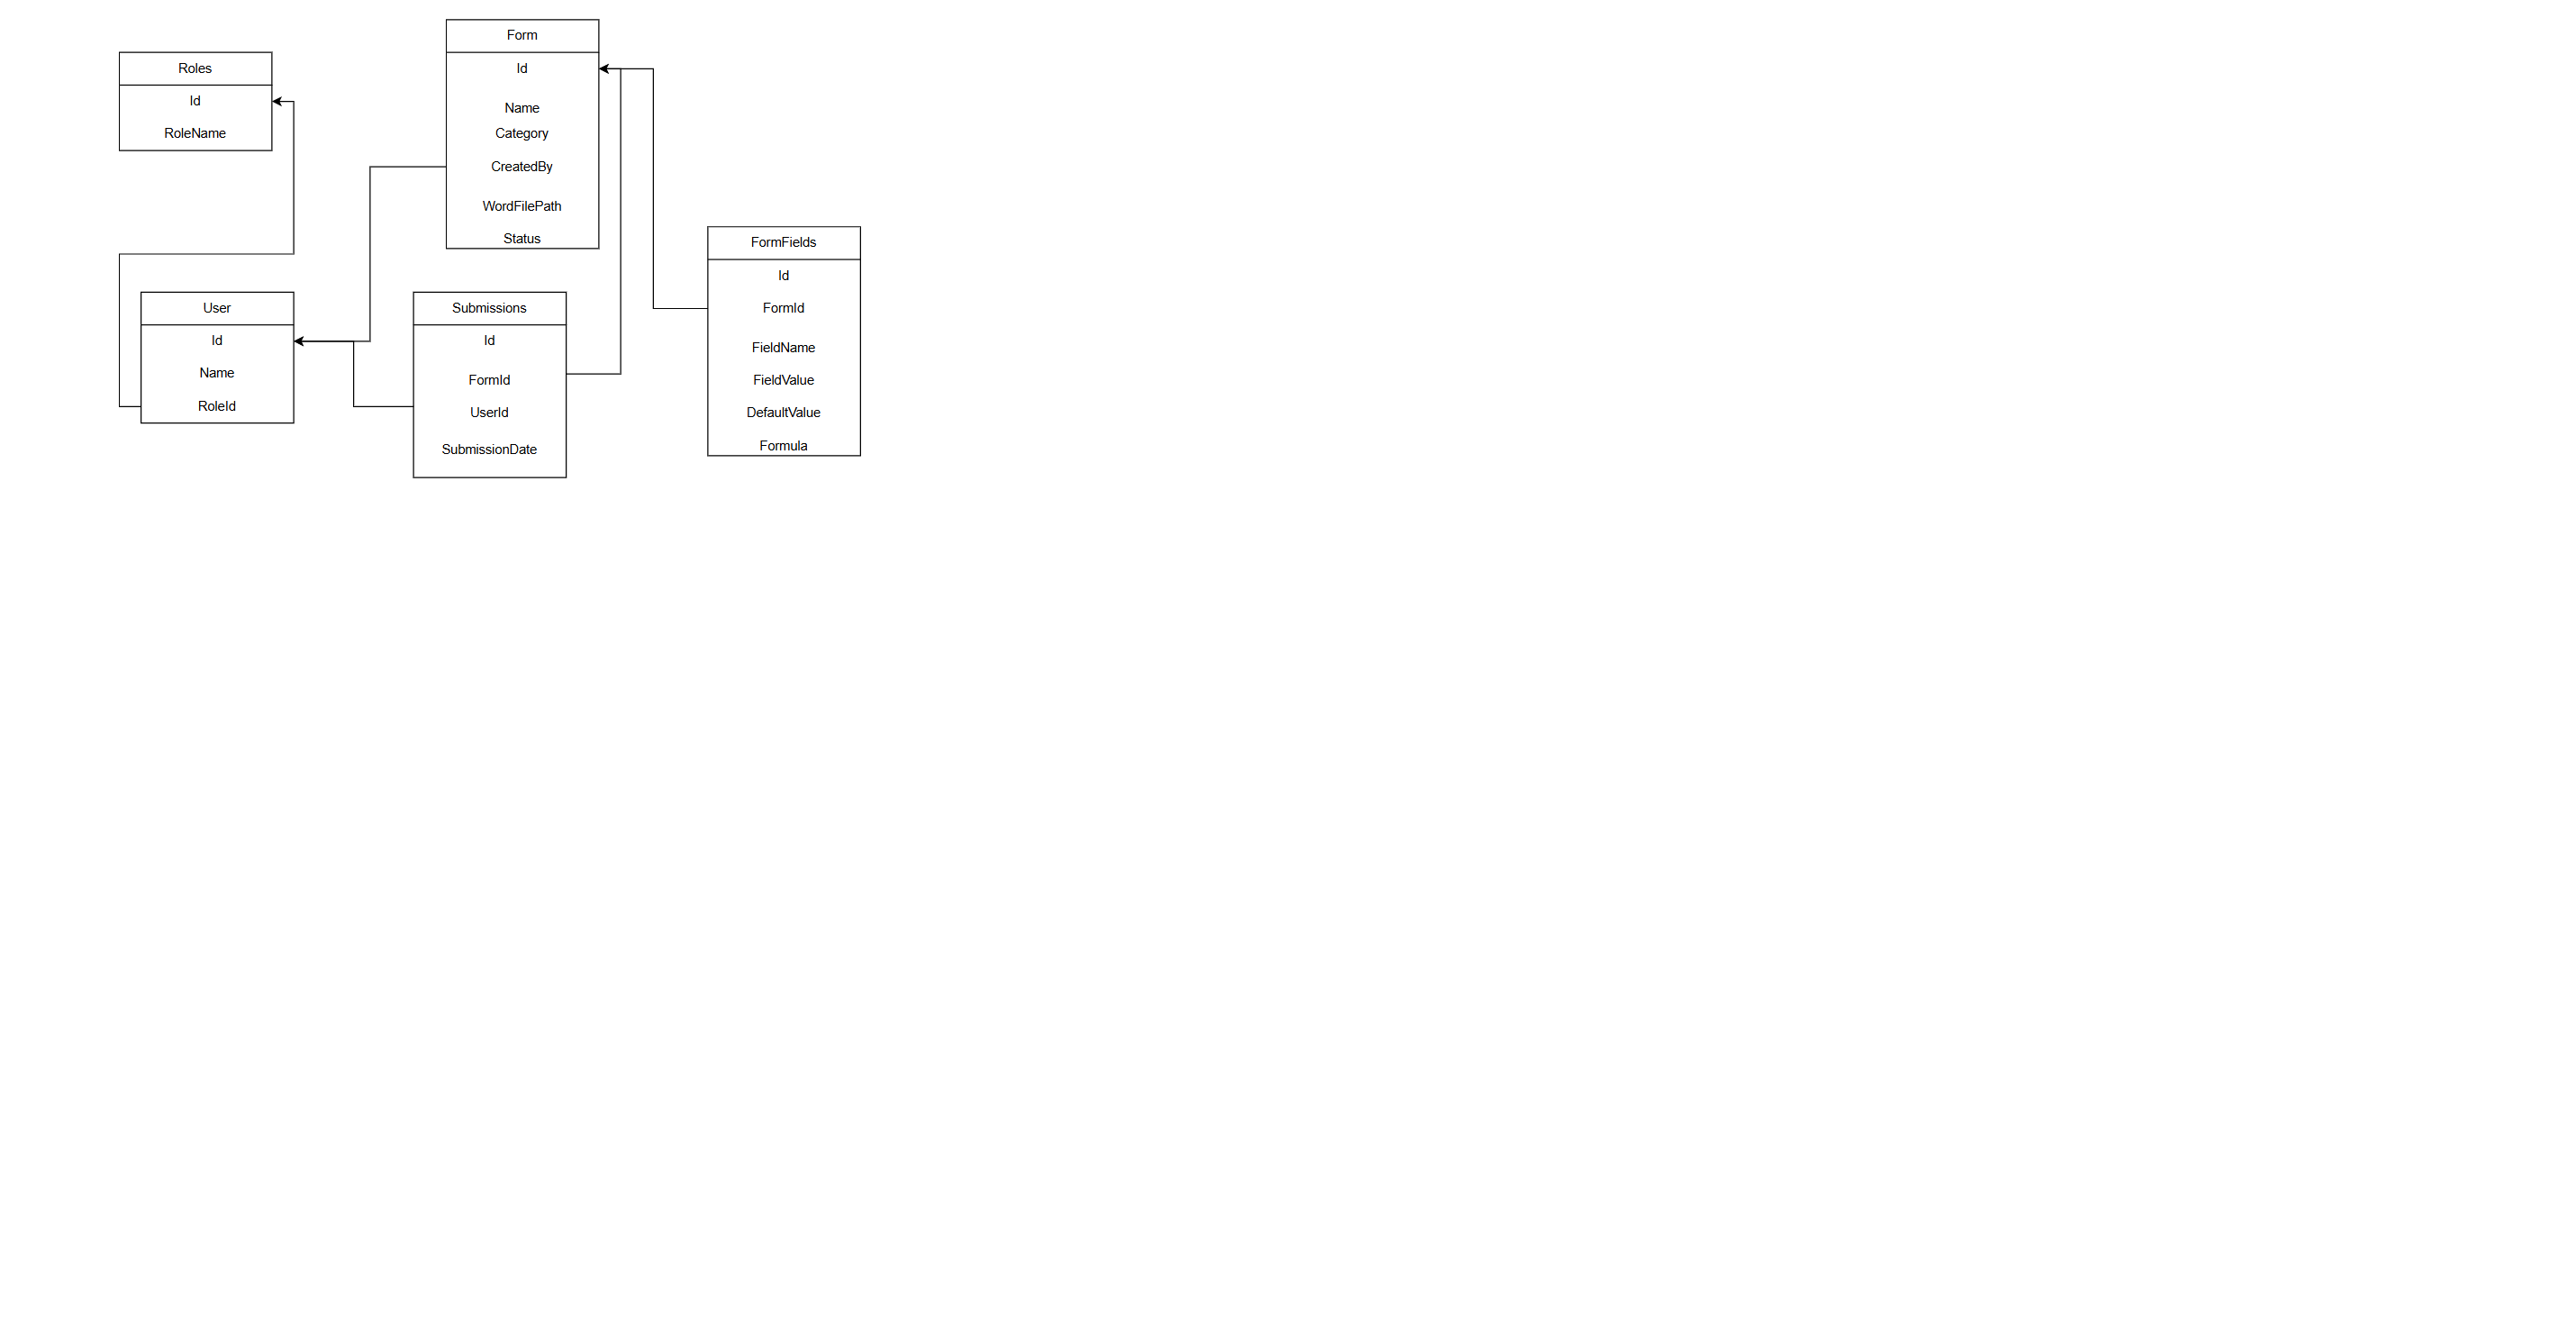 Form
Id
Name
Category
CreatedBy
WordFilePath
Status
Roles
Id
RoleName
User
Id
Name
RoleId
Submissions
Id
FormId
UserId
SubmissionDate
FormFields
Id
FormId
FieldName
FieldValue
DefaultValue
Formula